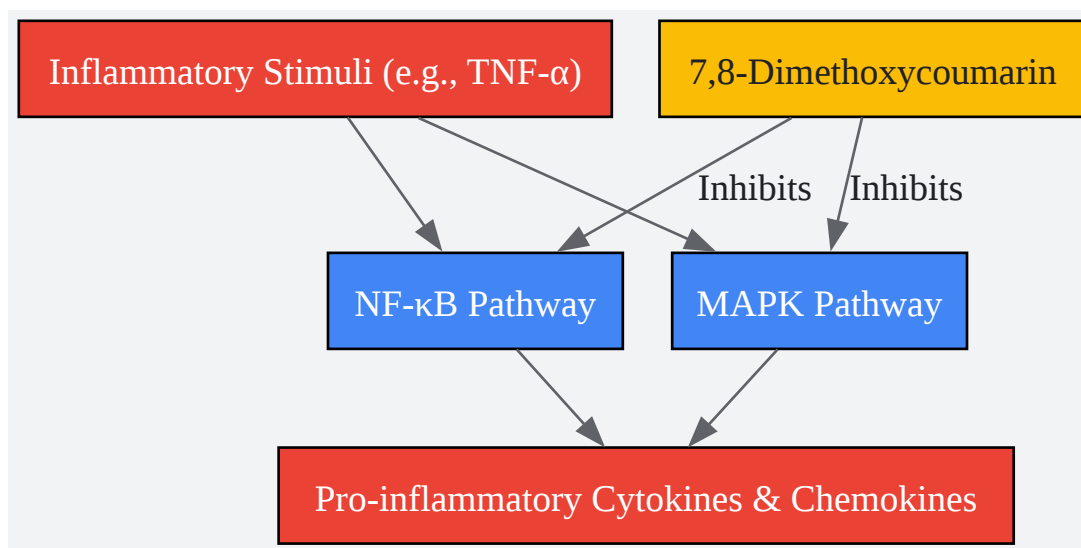 Inflammatory Stimuli (e.g., TNF-α)
7,8-Dimethoxycoumarin
Inhibits
Inhibits
NF-κB Pathway
MAPK Pathway
Pro-inflammatory Cytokines & Chemokines